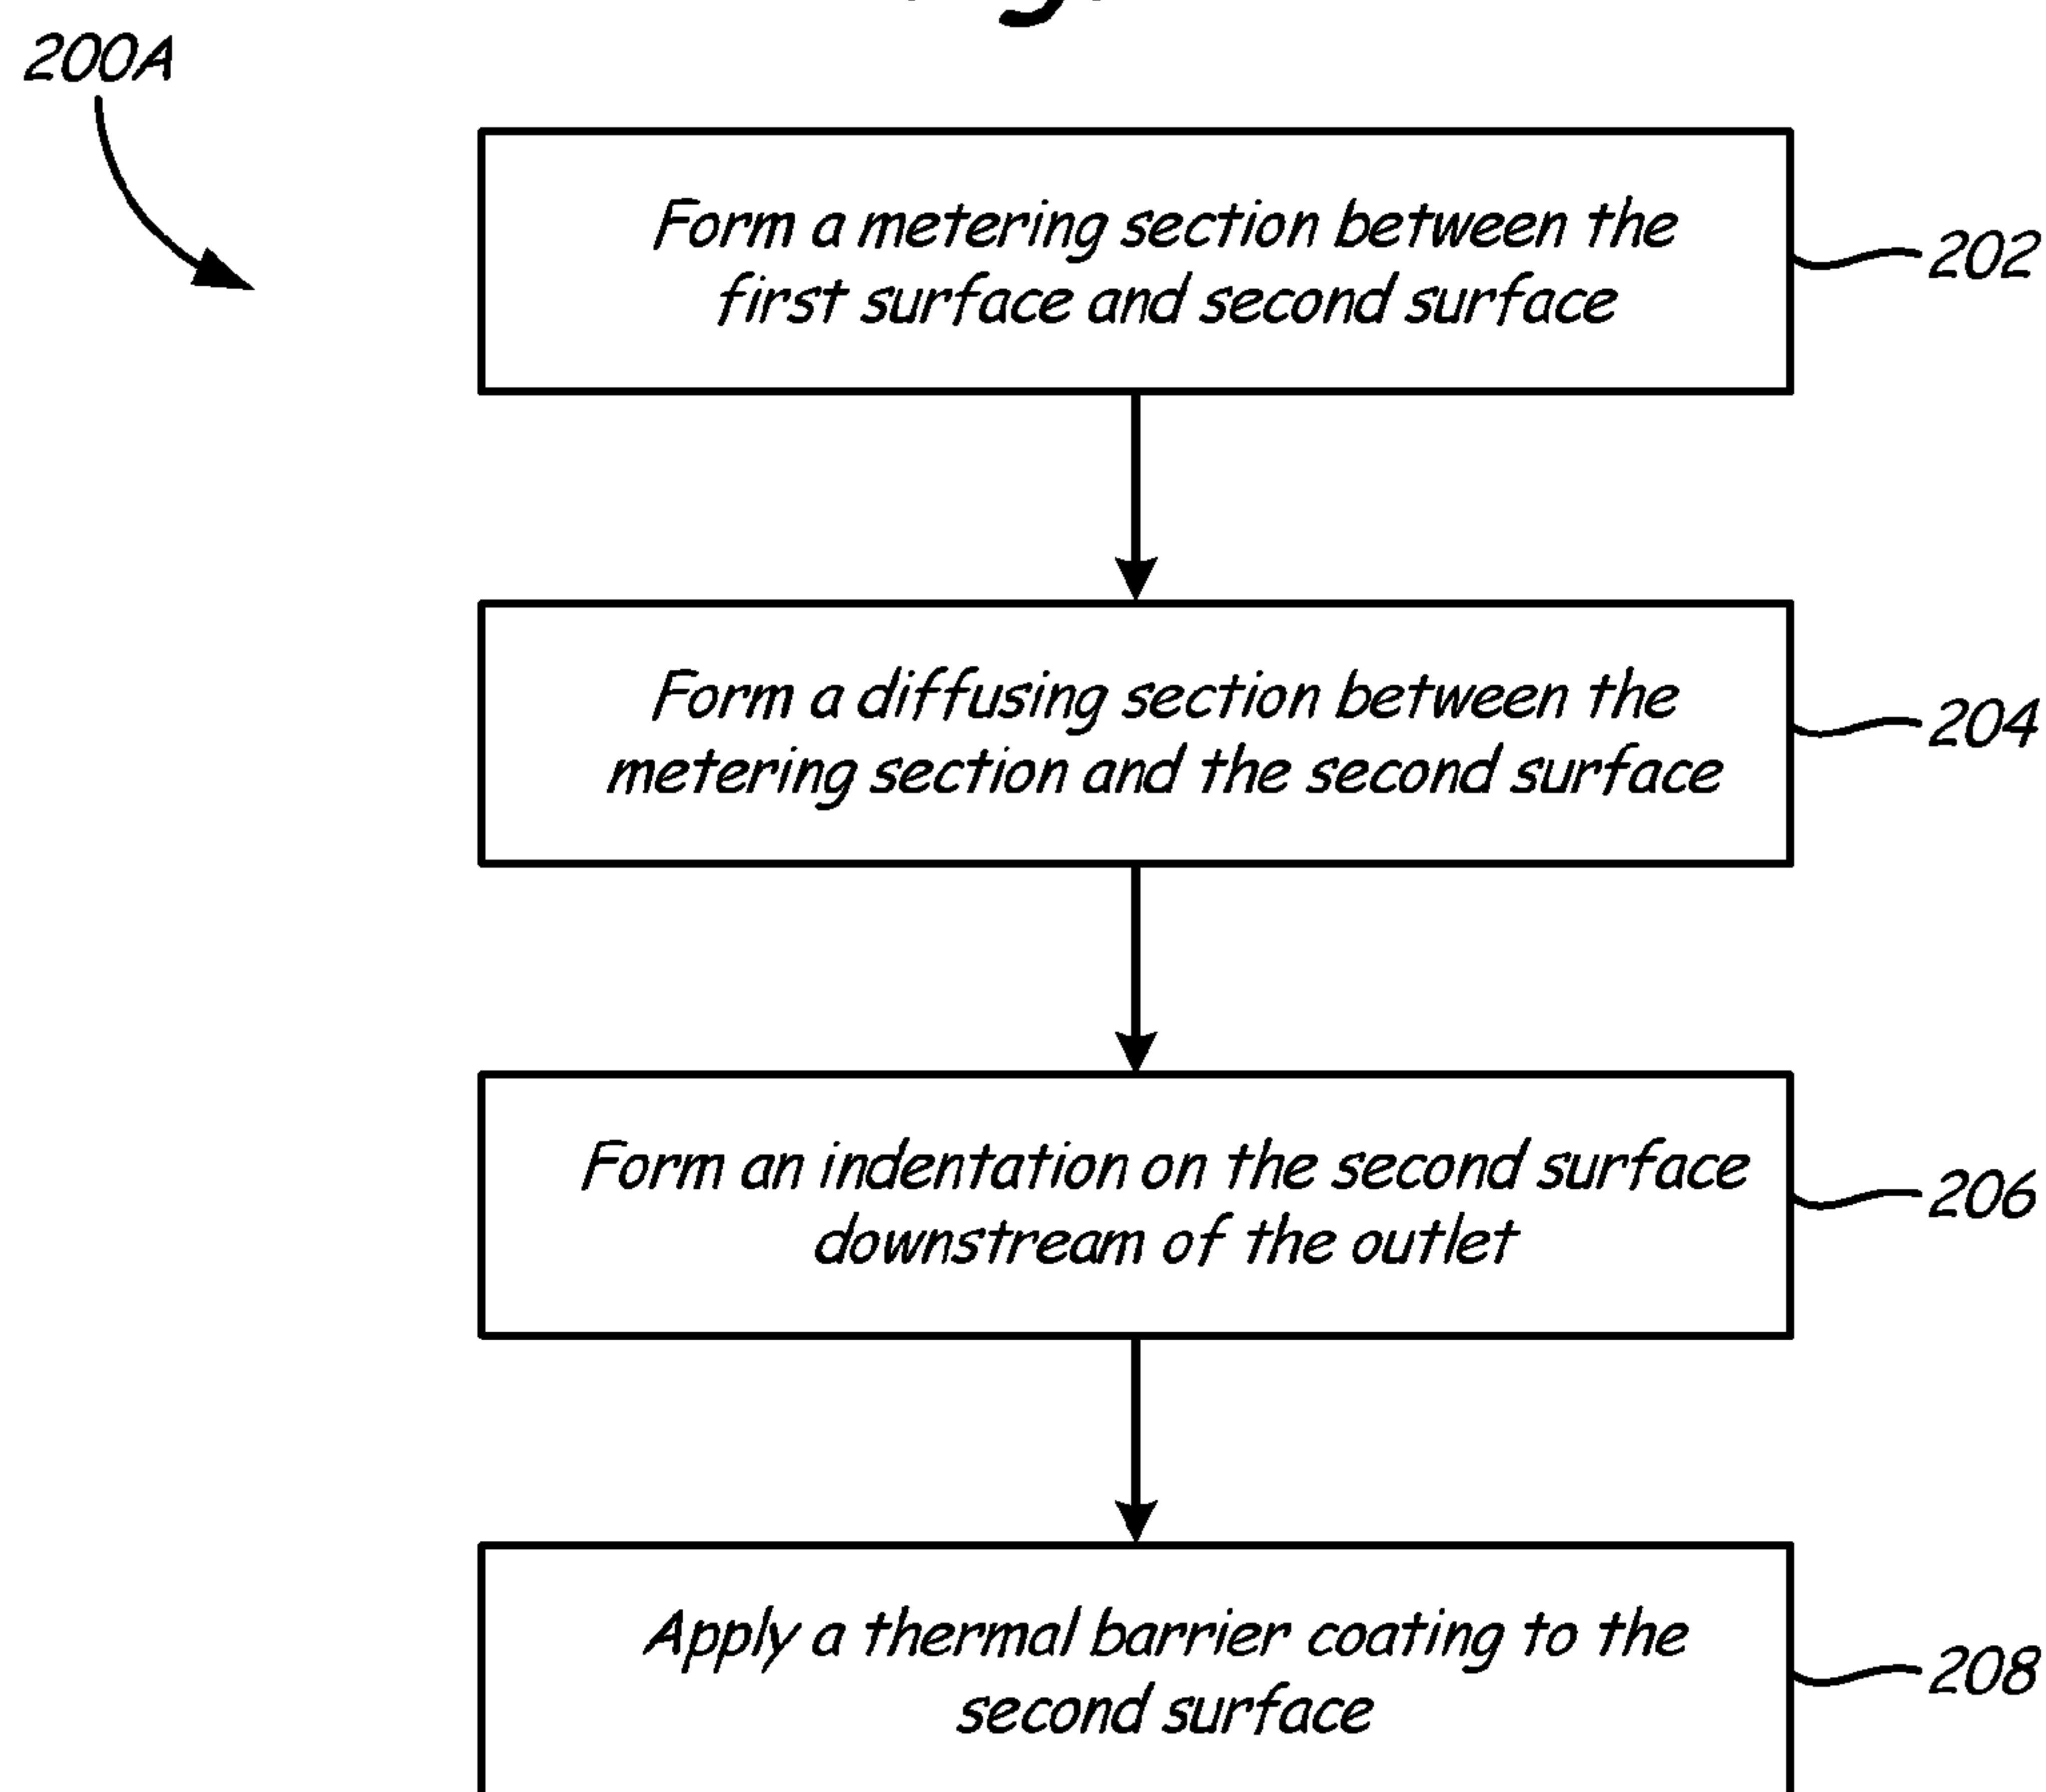 200A
Form a metering section between the
first surface and second surface
202
Form a diffusing section between the
metering section and the second surface
204
Form an indentation on the second surface
downstream of the outlet
206
Apply a thermal barrier coating to the
second surface
208